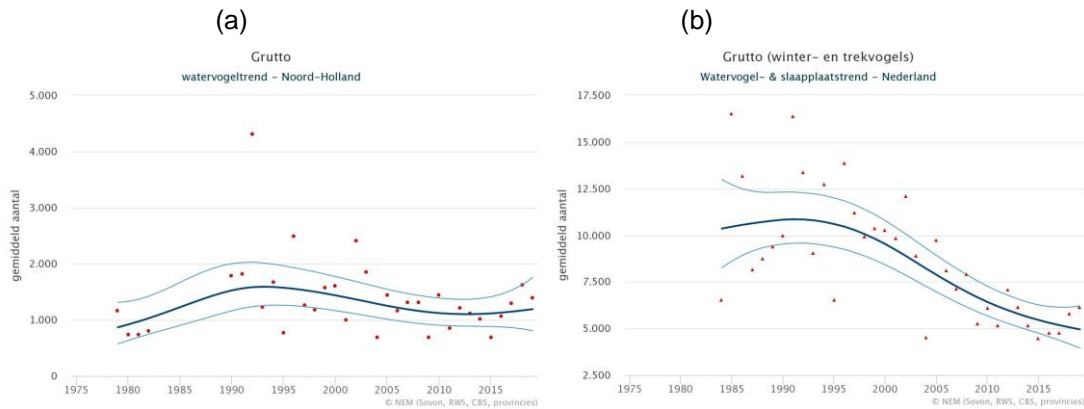 (a)
Grutto
watervogeltrend – Noord-Holland
gemiddeld aantal
5.000
4.000
3.000
2.000
1.000
0
1975 1980 1985 1990 1995 2000 2005 2010 2015
© NEM (Sovon, RWS, CBS, provincies)
(b)
Grutto (winter- en trekvogels)
Watervogel- & slaapplaatstrend – Nederland
gemiddeld aantal
17.500
15.000
12.500
10.000
7.500
5.000
2.500
1975 1980 1985 1990 1995 2000 2005 2010 2015
© NEM (Sovon, RWS, CBS, provincies)